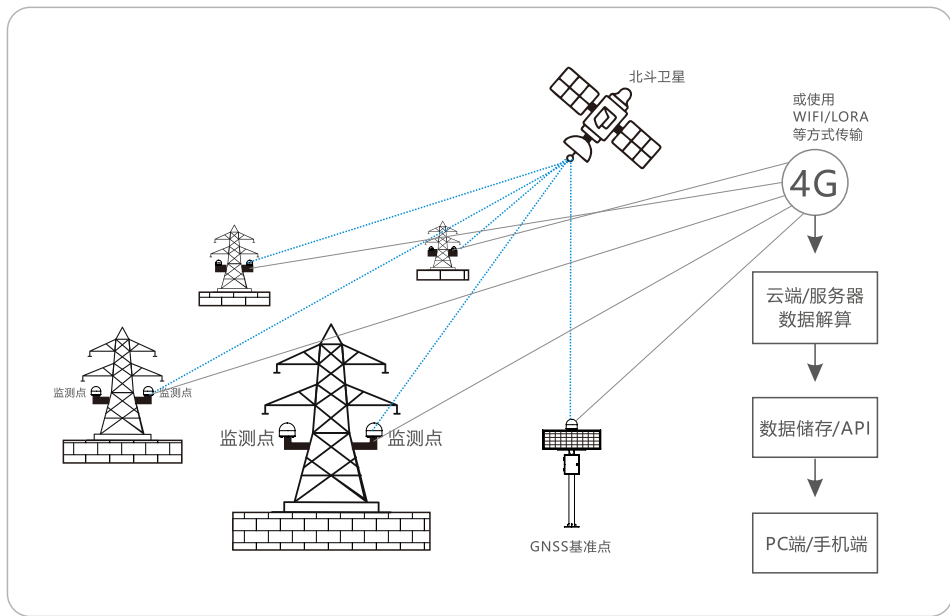 北斗卫星
或使用
WIFI/LORA
等方式传输
4G
云端/服务器
数据解算
监测点
监测点
数据储存/API
监测点
监测点
GNSS基准点
PC端/手机端